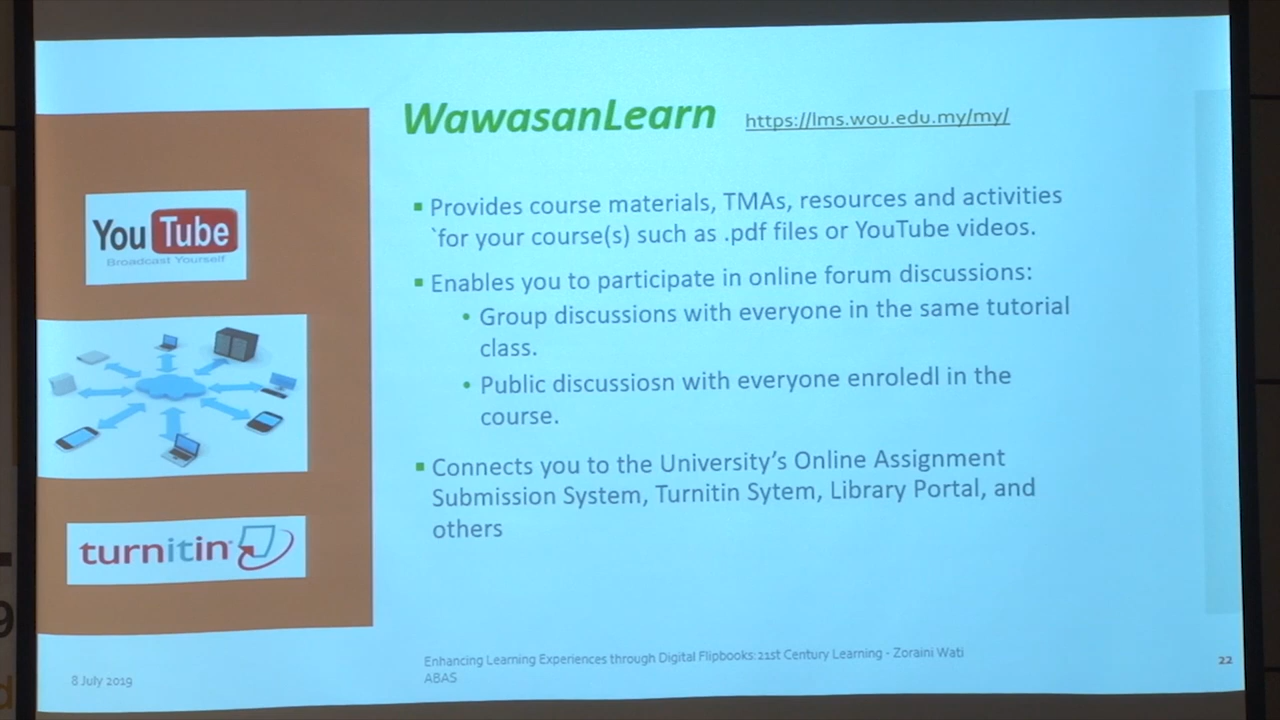 WawasanLearn https://lms.wou.edu.my/my/
YouTube
Broadcast Yourself
▪ Provides course materials, TMAs, resources and activities
`for your course(s) such as .pdf files or YouTube videos.
▪ Enables you to participate in online forum discussions:
• Group discussions with everyone in the same tutorial
class.
• Public discussiosn with everyone enroledl in the
course.
▪ Connects you to the University's Online Assignment
Submission System, Turnitin Sytem, Library Portal, and
others
turnitin
Enhancing Learning Experiences through Digital Flipbooks:21st Century Learning - Zoraini Wati
ABAS
8 July 2019
22
9
d